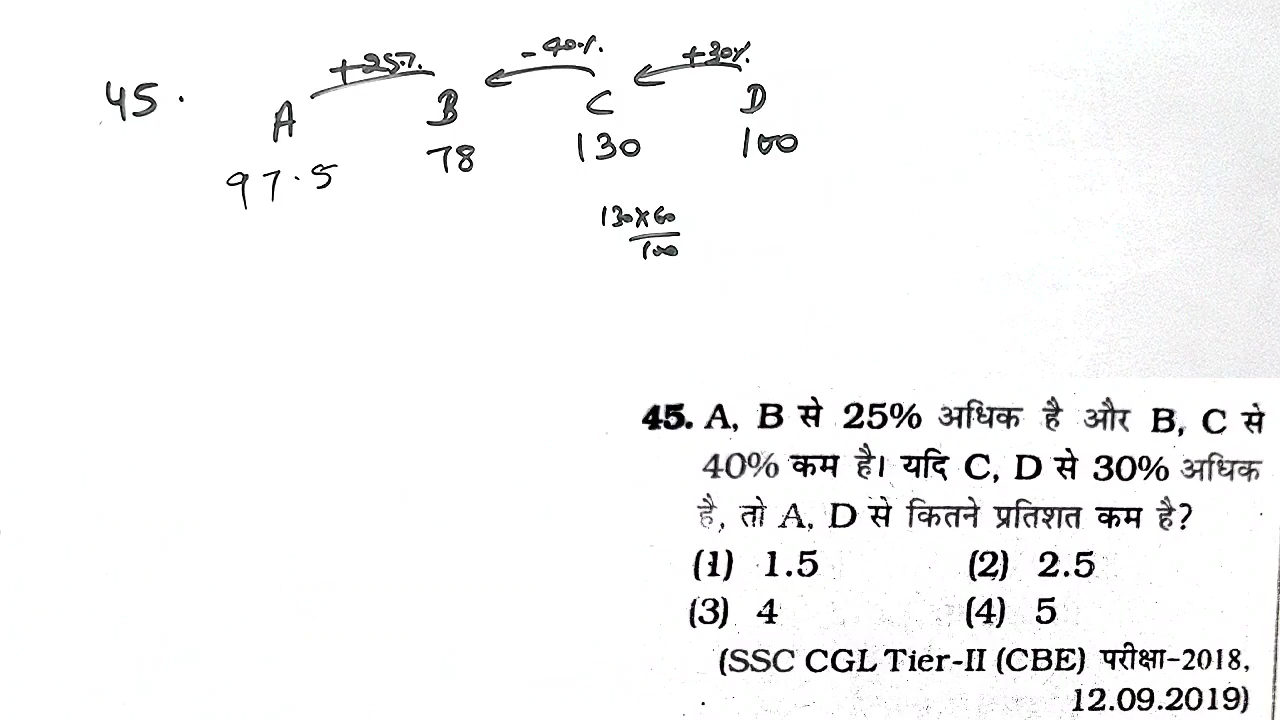 +25%. -40%. +30%.
45. A B C D
97.5 78 130 100
130x60
100
45. A, B से 25% अधिक है और B, C से
40% कम है। यदि C, D से 30% अधिक
है, तो A, D से कितने प्रतिशत कम है?
(1) 1.5 (2) 2.5
(3) 4 (4) 5
(SSC CGL Tier-II (CBE) परीक्षा-2018,
12.09.2019)